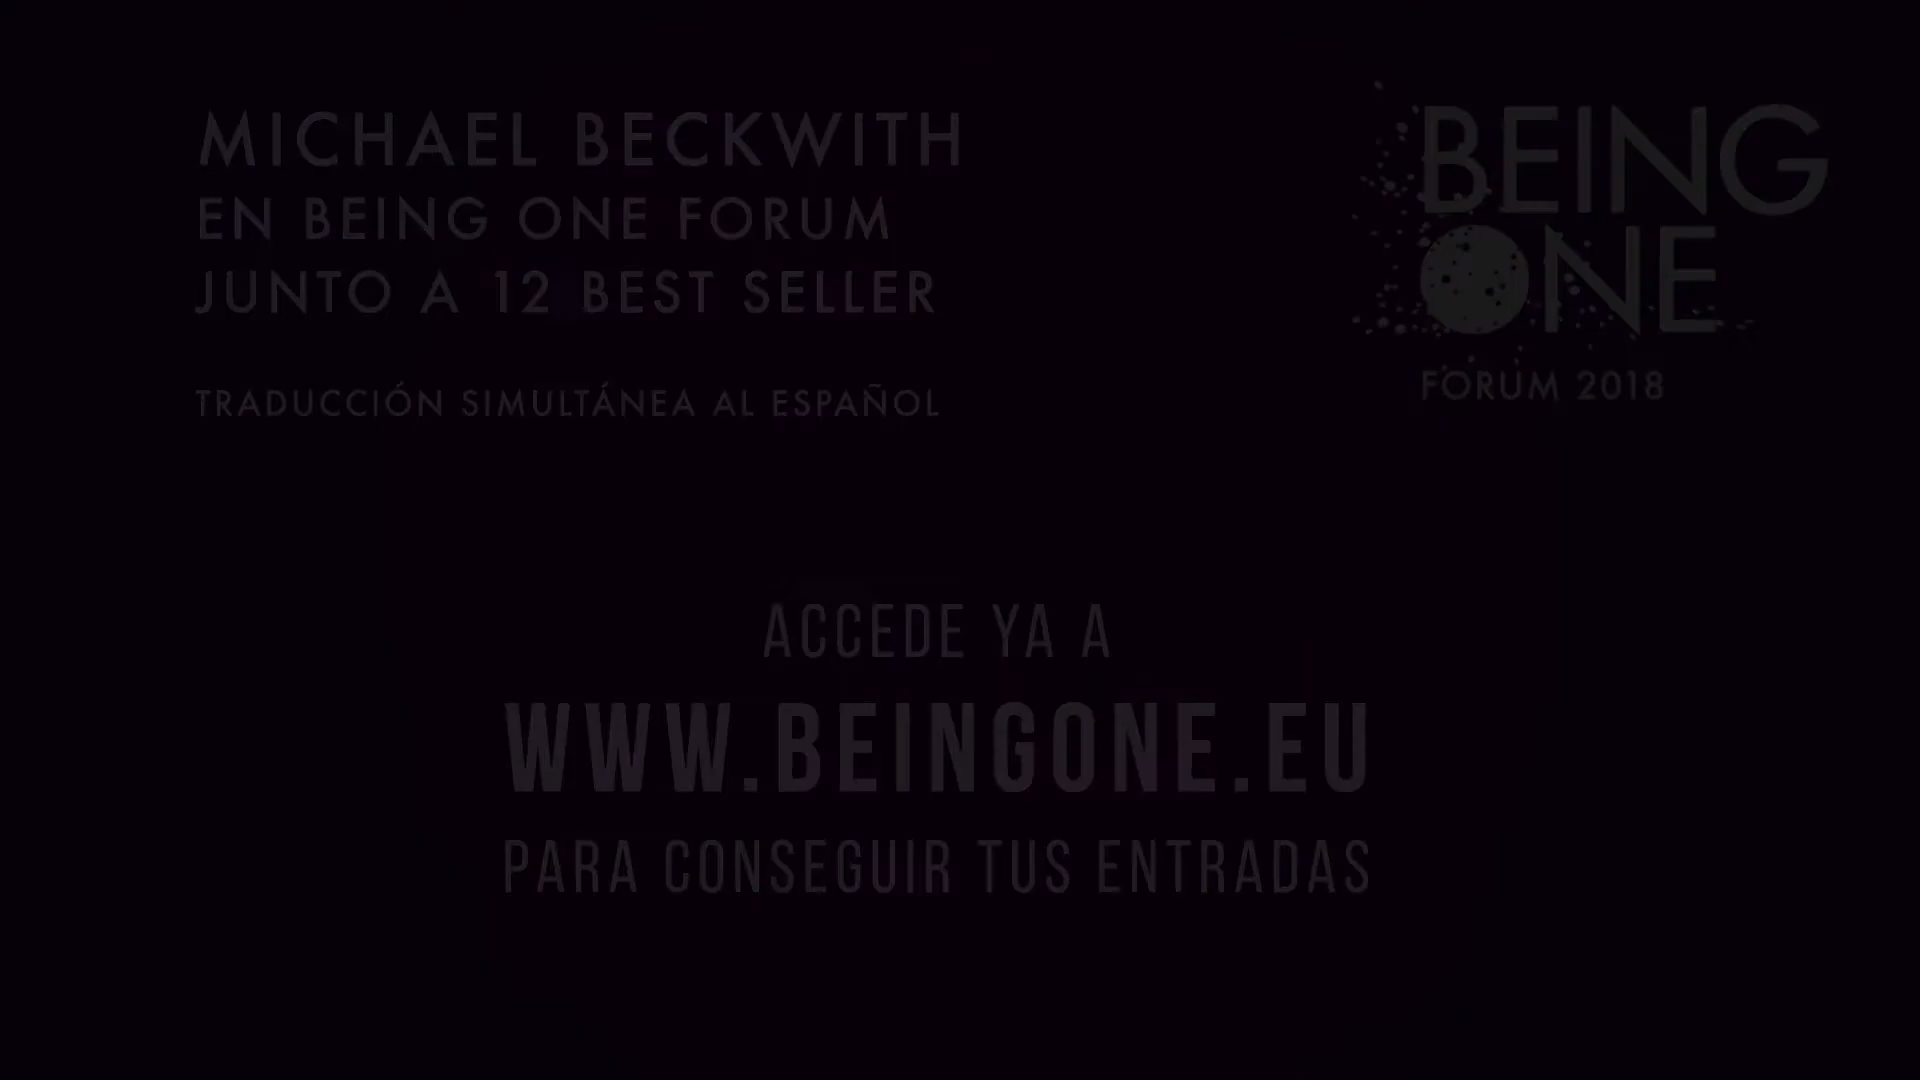 MICHAEL BECKWITH
EN BEING ONE FORUM
JUNTO A 12 BEST SELLER
TRADUCCIÓN SIMULTÁNEA AL ESPAÑOL
BEING
ONE
FORUM 2018
ACCEDE YA A
WWW.BEINGONE.EU
PARA CONSEGUIR TUS ENTRADAS